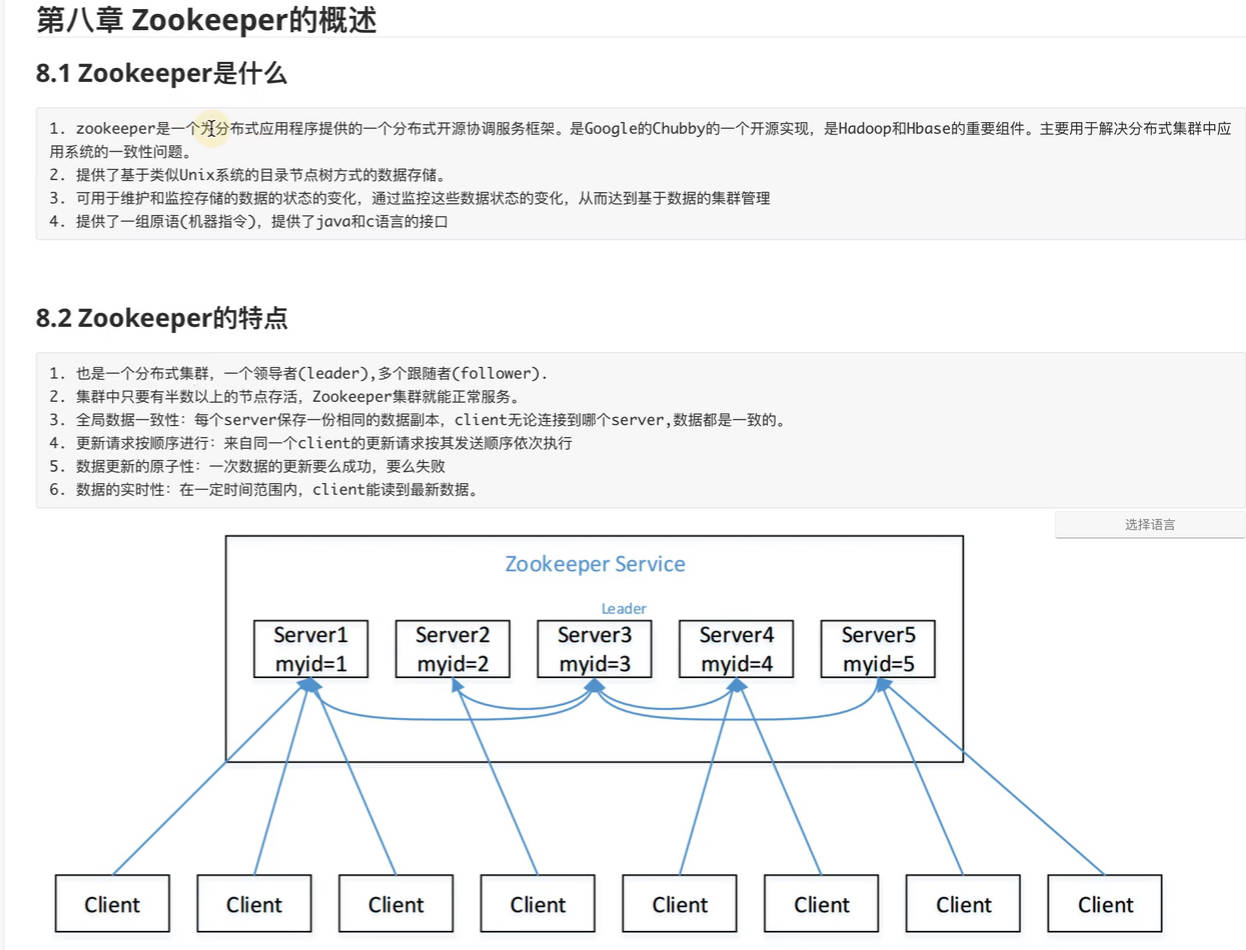 第八章 Zookeeper的概述
8.1 Zookeeper是什么
1. zookeeper是一个为分布式应用程序提供的一个分布式开源协调服务框架。是Google的Chubby的一个开源实现，是Hadoop和Hbase的重要组件。主要用于解决分布式集群中应
用系统的一致性问题。
2. 提供了基于类似Unix系统的目录节点树方式的数据存储。
3. 可用于维护和监控存储的数据的状态的变化，通过监控这些数据状态的变化，从而达到基于数据的集群管理
4. 提供了一组原语(机器指令)，提供了java和c语言的接口
8.2 Zookeeper的特点
1. 也是一个分布式集群，一个领导者(leader),多个跟随者(follower).
2. 集群中只要有半数以上的节点存活，Zookeeper集群就能正常服务。
3. 全局数据一致性：每个server保存一份相同的数据副本，client无论连接到哪个server,数据都是一致的。
4. 更新请求按顺序进行：来自同一个client的更新请求按其发送顺序依次执行
5. 数据更新的原子性：一次数据的更新要么成功，要么失败
6. 数据的实时性：在一定时间范围内，client能读到最新数据。
选择语言
Zookeeper Service
Leader
Server1 Server2 Server3 Server4 Server5
myid=1 myid=2 myid=3 myid=4 myid=5
Client Client Client Client Client Client Client Client